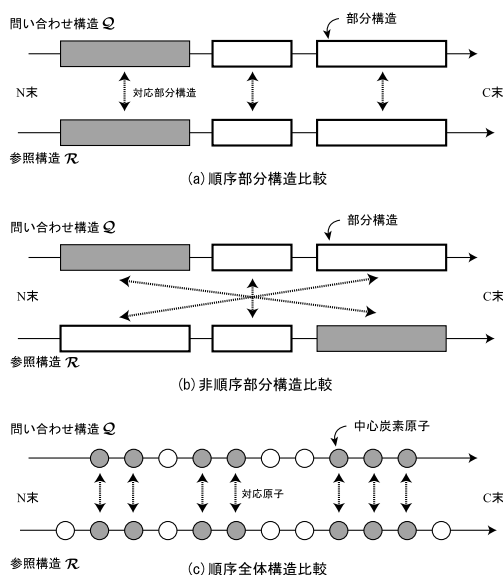 問い合わせ構造 Q
部分構造
N末
対応部分構造
C末
参照構造 R
(a) 順序部分構造比較
問い合わせ構造 Q
部分構造
N末
C末
参照構造 R
(b) 非順序部分構造比較
問い合わせ構造 Q
中心炭素原子
N末
対応原子
C末
参照構造 R
(c) 順序全体構造比較